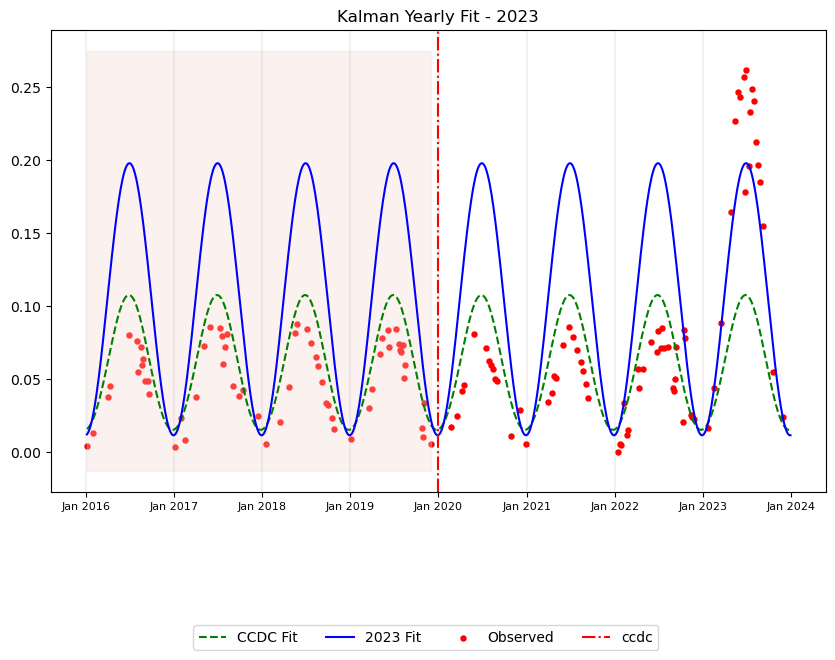 Kalman Yearly Fit - 2023
0.25
0.20
0.15
0.10
0.05
0.00
Jan 2016 Jan 2017 Jan 2018 Jan 2019 Jan 2020 Jan 2021 Jan 2022 Jan 2023 Jan 2024
CCDC Fit 2023 Fit Observed ccdc